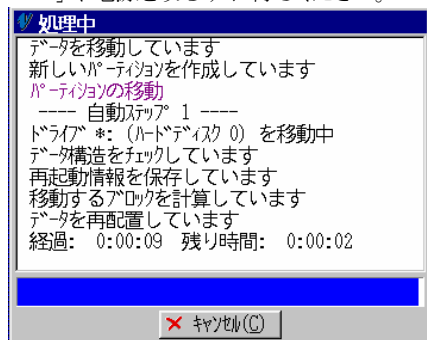 処理中
ﾃﾞｰﾀを移動しています
新しいﾊﾟｰﾃｨｼｮﾝを作成しています
ﾊﾟｰﾃｨｼｮﾝの移動
---- 自動ｽﾃｯﾌﾟ 1 ----
ﾄﾞﾗｲﾌﾞ *: (ﾊｰﾄﾞﾃﾞｨｽｸ 0) を移動中
ﾃﾞｰﾀ構造をﾁｪｯｸしています
再起動情報を保存しています
移動するﾌﾞﾛｯｸを計算しています
ﾃﾞｰﾀを再配置しています
経過: 0:00:09 残り時間: 0:00:02
ｷｬﾝｾﾙ(C)